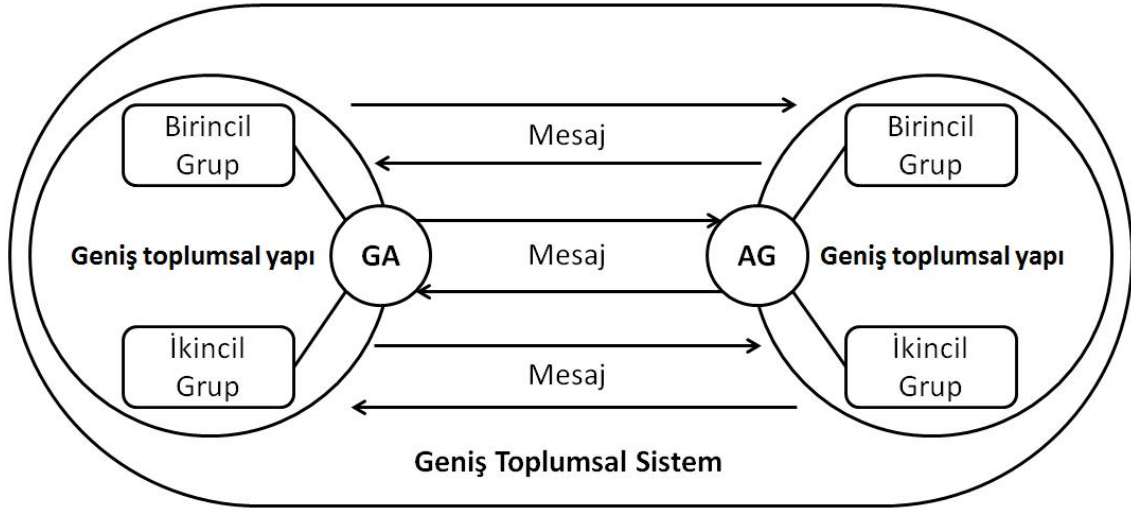 Birincil
Grup
Mesaj
Birincil
Grup
Geniş toplumsal yapı
GA
Mesaj
AG
Geniş toplumsal yapı
İkincil
Grup
Mesaj
İkincil
Grup
Geniş Toplumsal Sistem